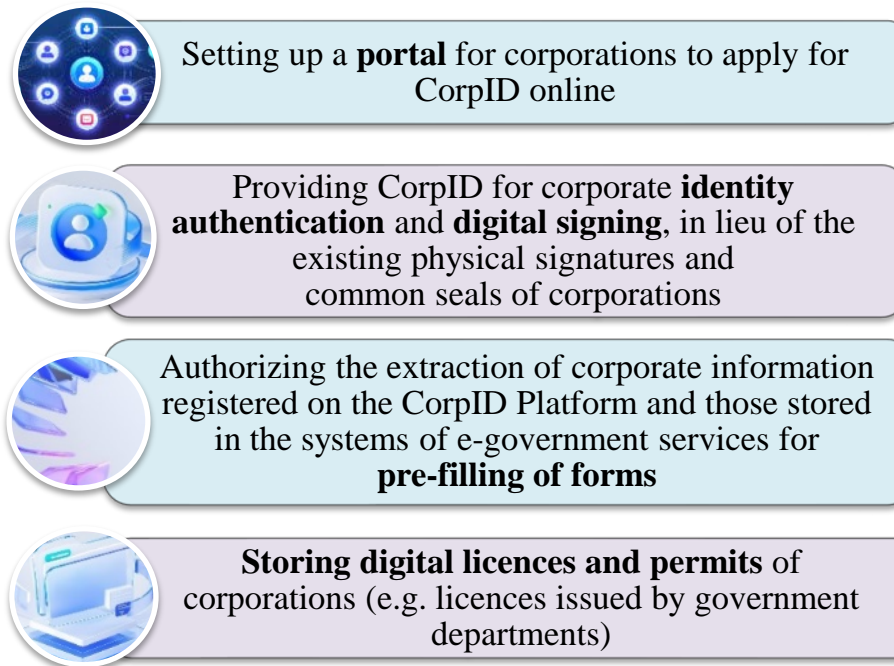 Setting up a portal for corporations to apply for
CorpID online
Providing CorpID for corporate identity
authentication and digital signing, in lieu of the
existing physical signatures and
common seals of corporations
Authorizing the extraction of corporate information
registered on the CorpID Platform and those stored
in the systems of e-government services for
pre-filling of forms
Storing digital licences and permits of
corporations (e.g. licences issued by government
departments)